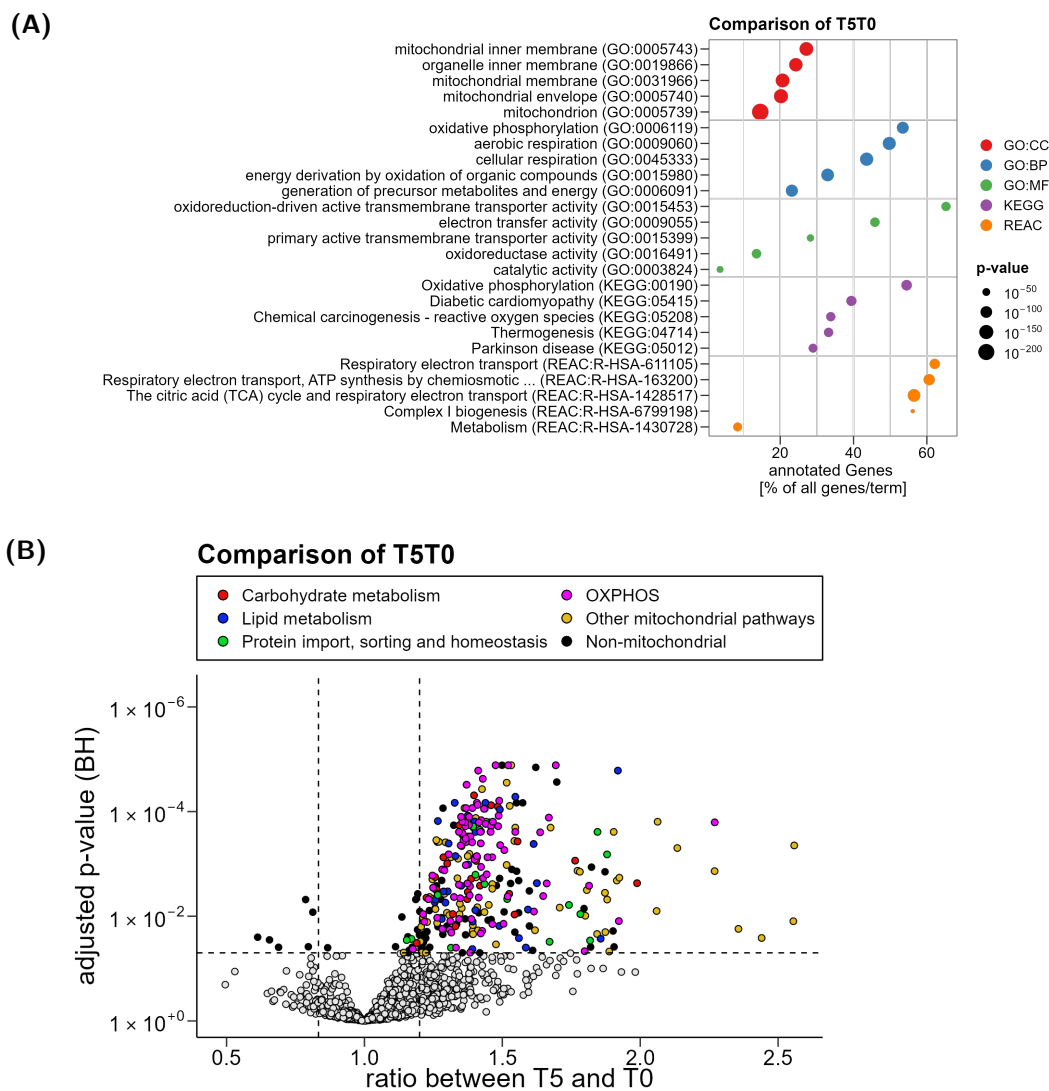 (A)
Comparison of T5T0
mitochondrial inner membrane (GO:0005743)
organelle inner membrane (GO:0019866)
mitochondrial membrane (GO:0031966)
mitochondrial envelope (GO:0005740)
mitochondrion (GO:0005739)
oxidative phosphorylation (GO:0006119)
aerobic respiration (GO:0009060)
cellular respiration (GO:0045333)
energy derivation by oxidation of organic compounds (GO:0015980)
generation of precursor metabolites and energy (GO:0006091)
oxidoreduction-driven active transmembrane transporter activity (GO:0015453)
electron transfer activity (GO:0009055)
primary active transmembrane transporter activity (GO:0015399)
oxidoreductase activity (GO:0016491)
catalytic activity (GO:0003824)
Oxidative phosphorylation (KEGG:00190)
Diabetic cardiomyopathy (KEGG:05415)
Chemical carcinogenesis - reactive oxygen species (KEGG:05208)
Thermogenesis (KEGG:04714)
Parkinson disease (KEGG:05012)
Respiratory electron transport (REAC:R-HSA-611105)
Respiratory electron transport, ATP synthesis by chemiosmotic ... (REAC:R-HSA-163200)
The citric acid (TCA) cycle and respiratory electron transport (REAC:R-HSA-1428517)
Complex I biogenesis (REAC:R-HSA-6799198)
Metabolism (REAC:R-HSA-1430728)
20 40 60
annotated Genes
[% of all genes/term]
GO:CC
GO:BP
GO:MF
KEGG
REAC
p-value
10^-50
10^-100
10^-150
10^-200
(B)
Comparison of T5T0
Carbohydrate metabolism
Lipid metabolism
Protein import, sorting and homeostasis
OXPHOS
Other mitochondrial pathways
Non-mitochondrial
adjusted p-value (BH)
1 × 10^-6
1 × 10^-4
1 × 10^-2
1 × 10^+0
0.5 1.0 1.5 2.0 2.5
ratio between T5 and T0